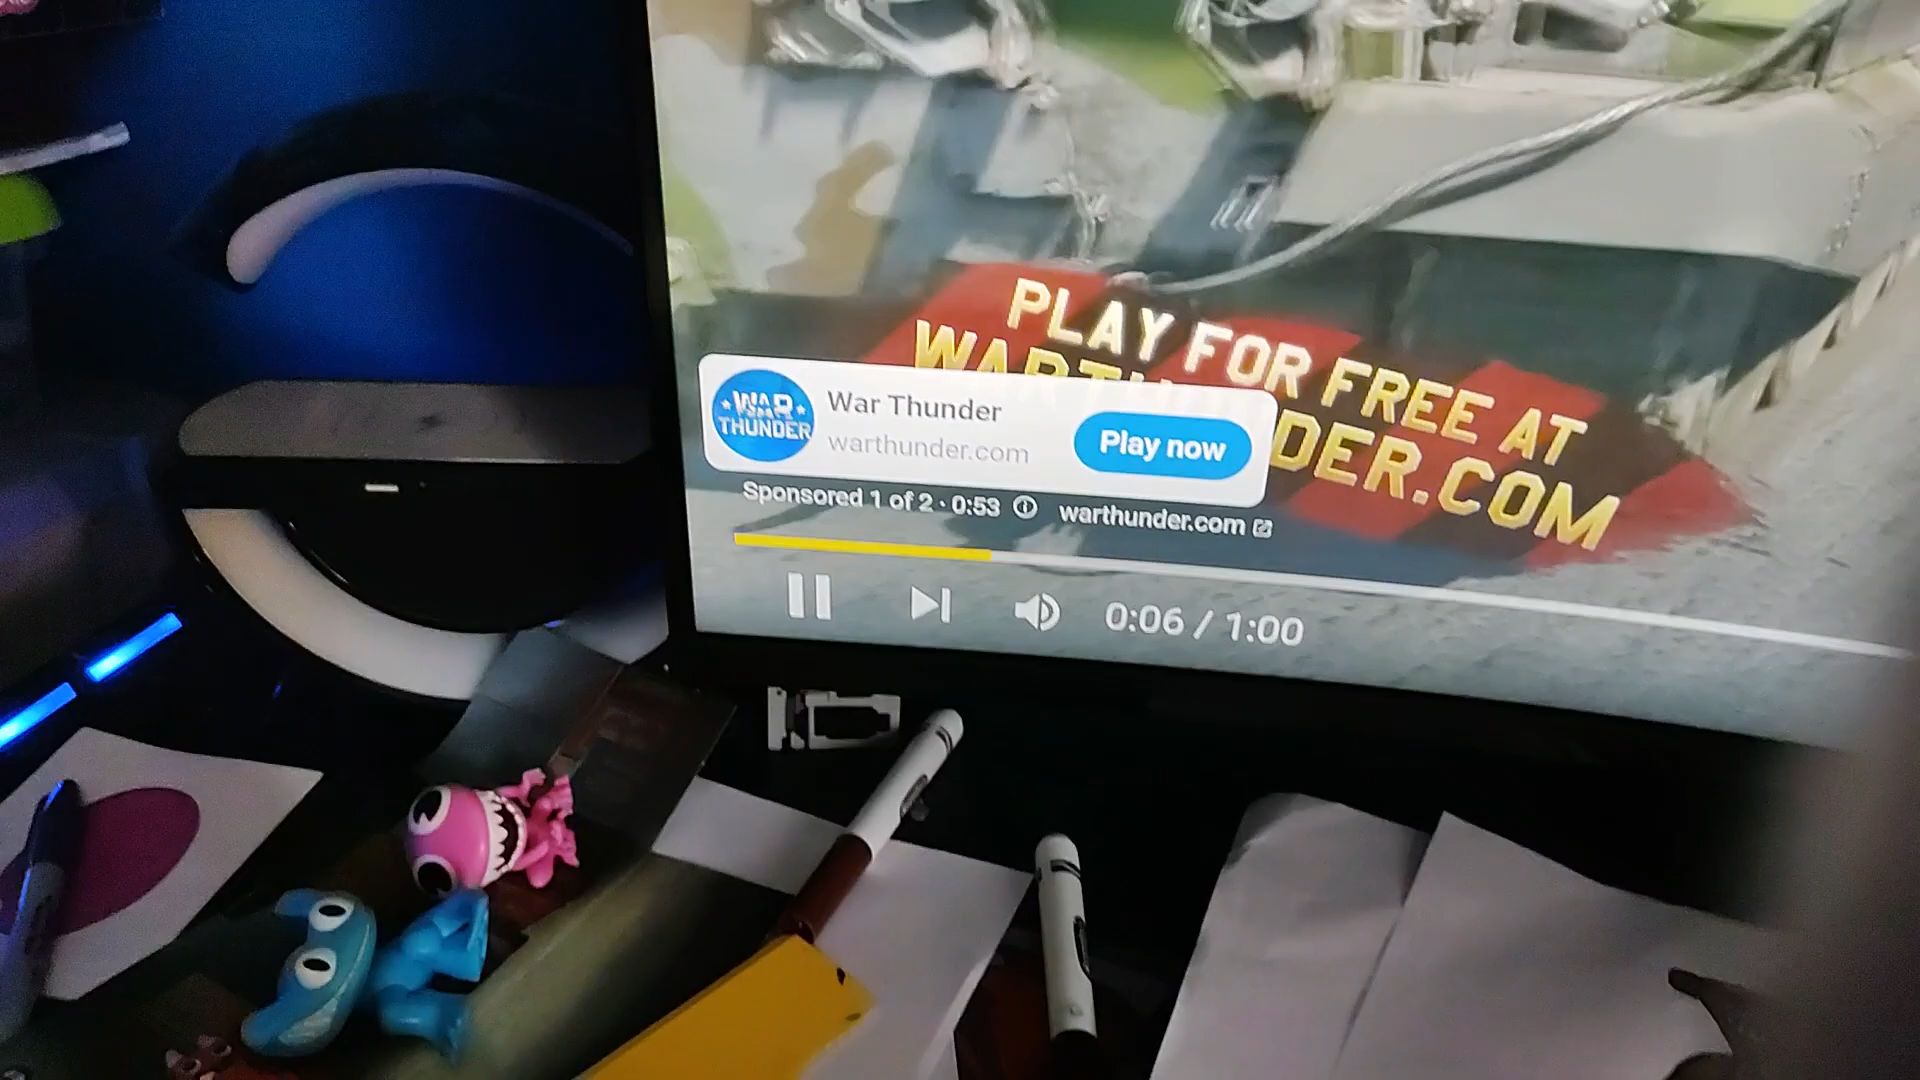 PLAY FOR FREE AT
WARTHUNDER.COM
WAR
THUNDER
War Thunder
warthunder.com
Play now
Sponsored 1 of 2 · 0:53
warthunder.com
0:06 / 1:00